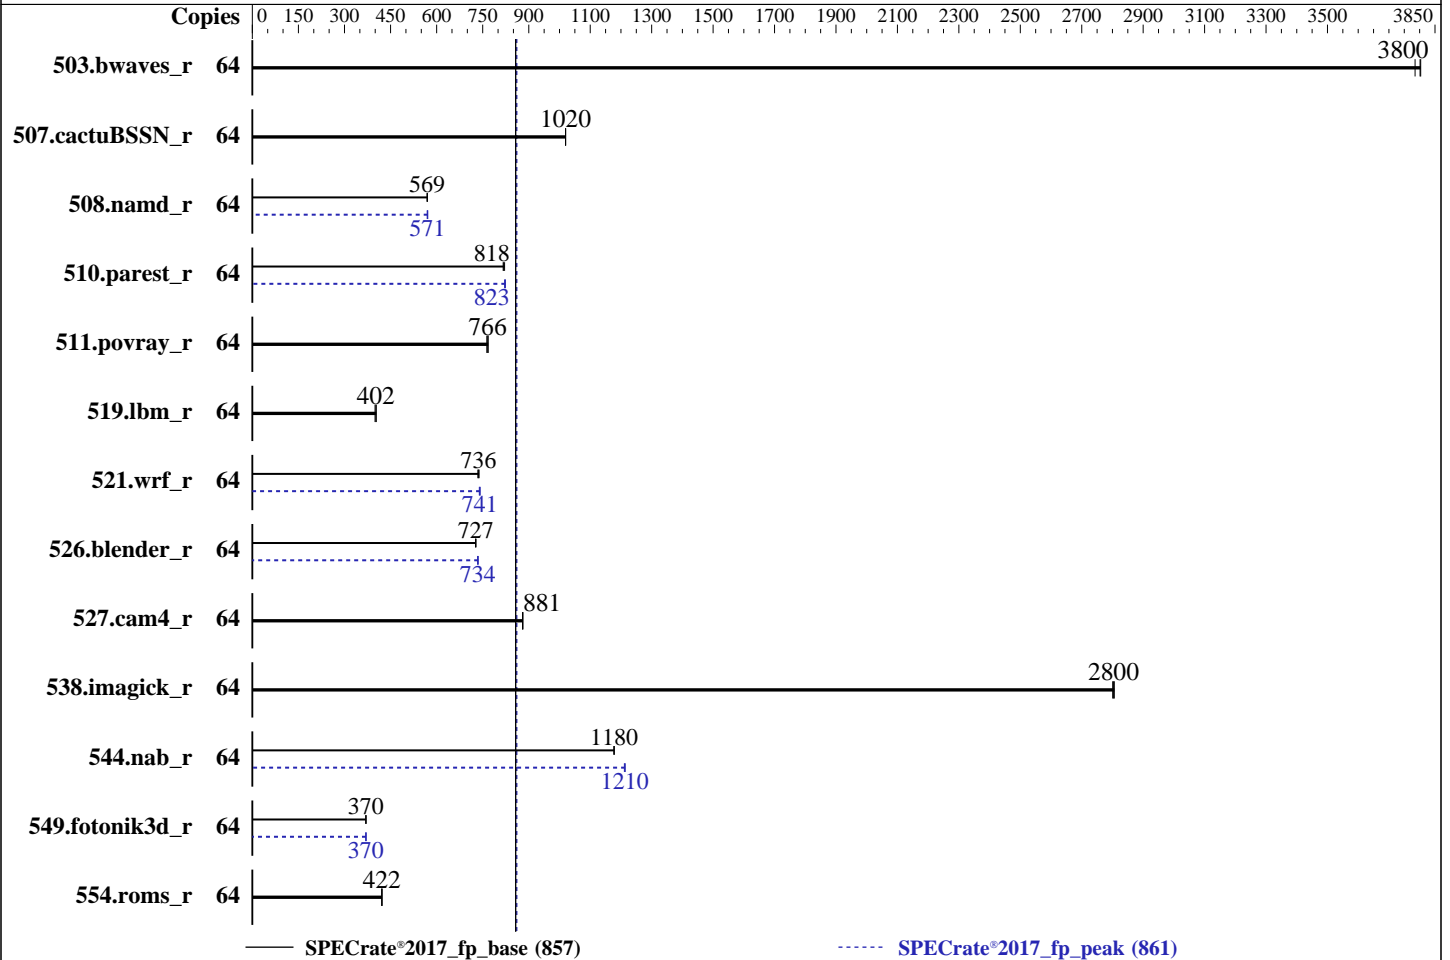 Copies 0 150 300 450 600 750 900 1100 1300 1500 1700 1900 2100 2300 2500 2700 2900 3100 3300 3500 3850
503.bwaves_r 64 3800
507.cactuBSSN_r 64 1020
508.namd_r 64 569
571
510.parest_r 64 818
823
511.povray_r 64 766
519.lbm_r 64 402
521.wrf_r 64 736
741
526.blender_r 64 727
734
527.cam4_r 64 881
538.imagick_r 64 2800
544.nab_r 64 1180
1210
549.fotonik3d_r 64 370
370
554.roms_r 64 422
SPECrate®2017_fp_base (857) SPECrate®2017_fp_peak (861)